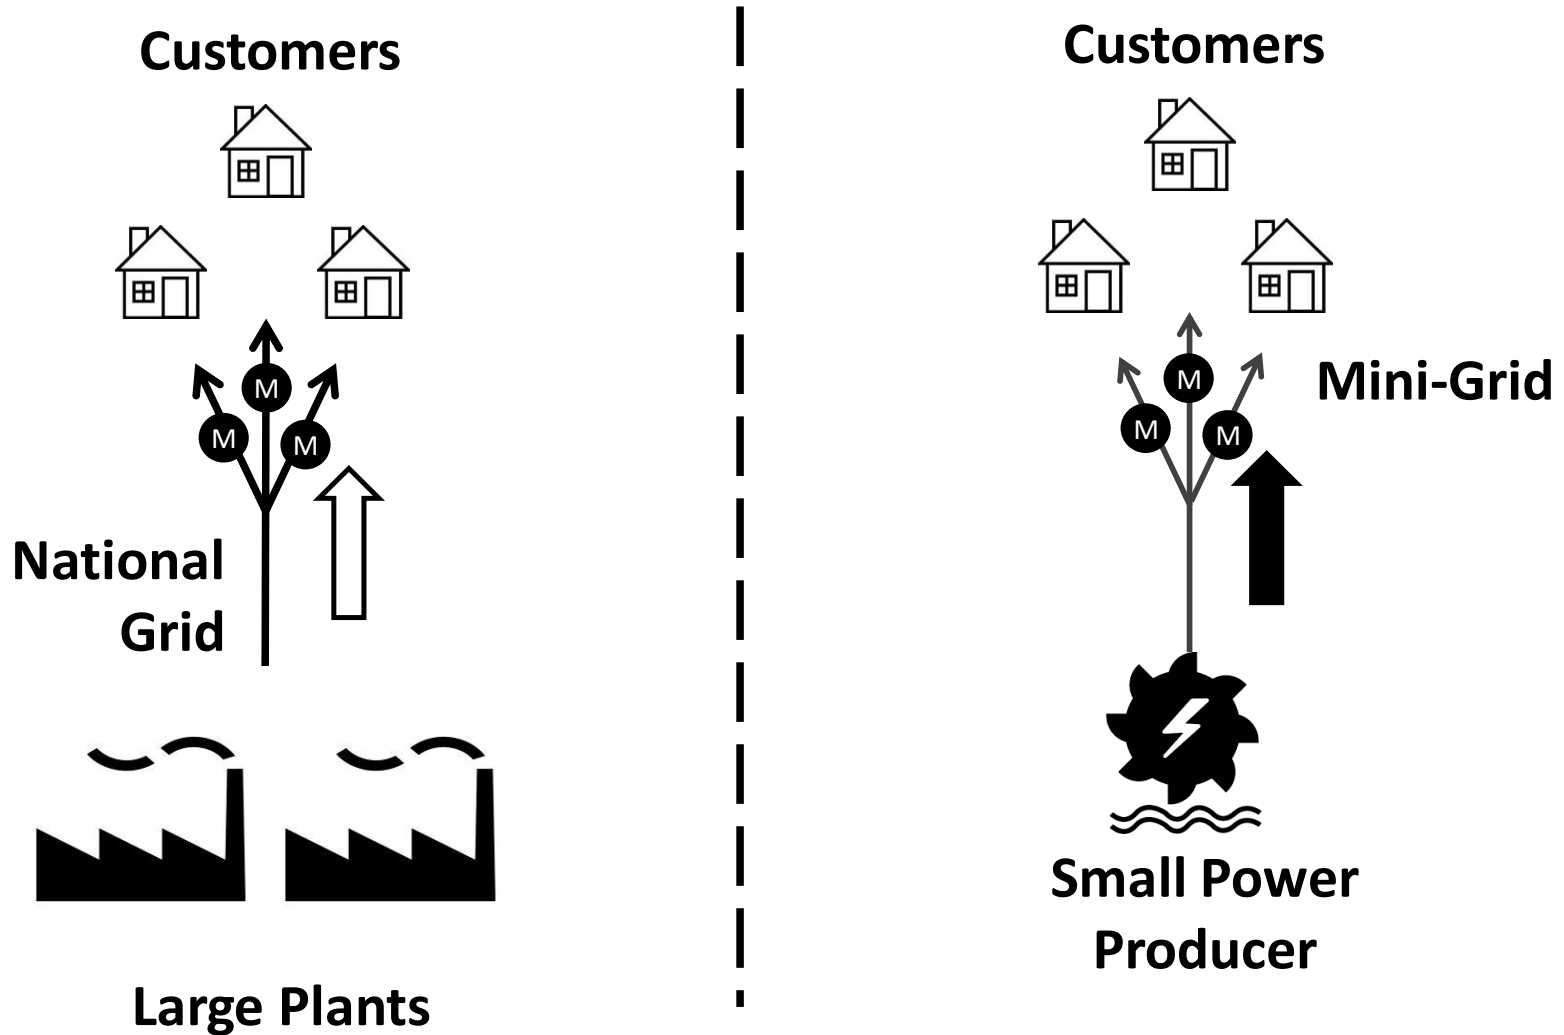 Customers
M
M
M
National
Grid
Large Plants
Customers
M
M
M
Mini-Grid
Small Power
Producer